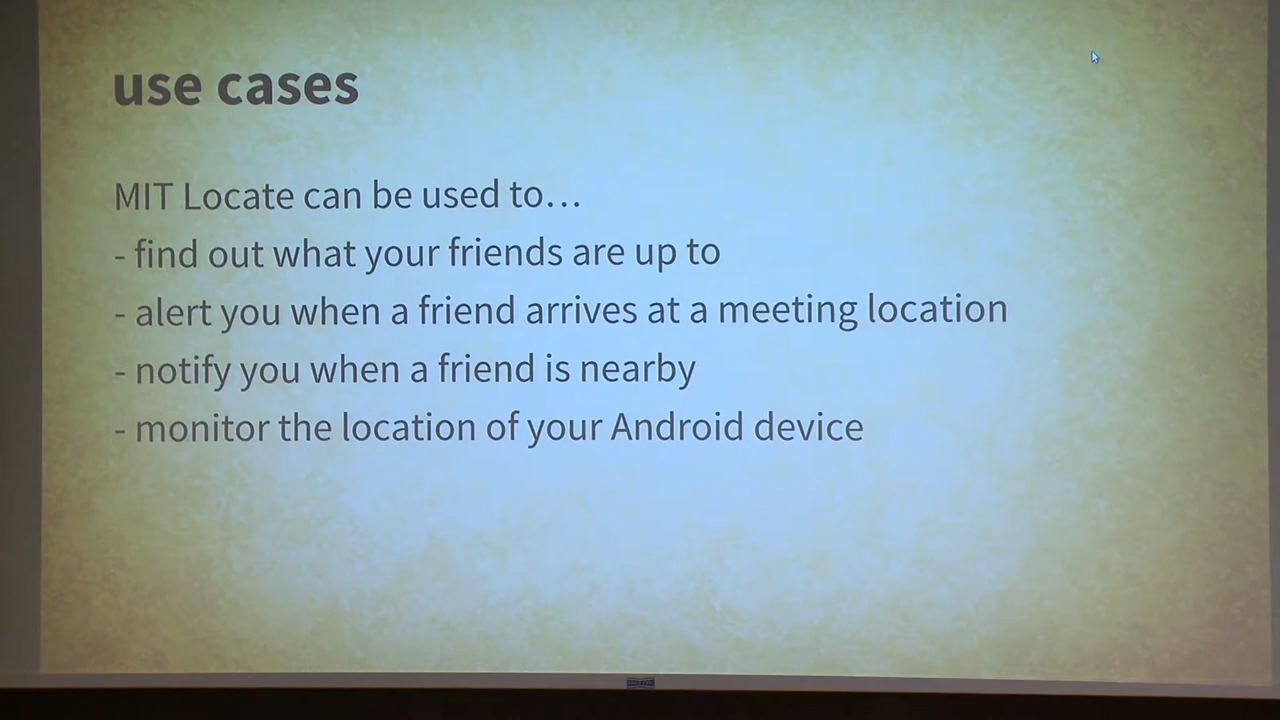 use cases
MIT Locate can be used to…
- find out what your friends are up to
- alert you when a friend arrives at a meeting location
- notify you when a friend is nearby
- monitor the location of your Android device